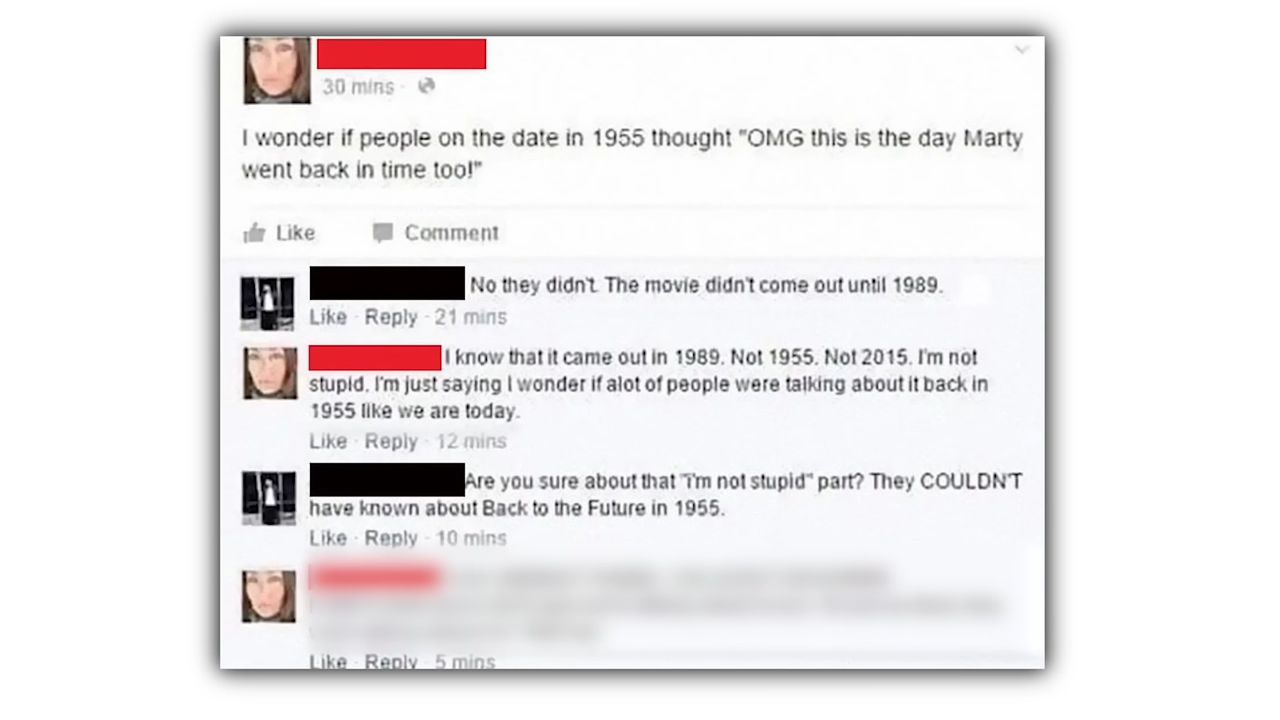 30 mins ·
I wonder if people on the date in 1955 thought "OMG this is the day Marty
went back in time too!"
Like Comment
No they didn't. The movie didn't come out until 1989.
Like · Reply · 21 mins
I know that it came out in 1989. Not 1955. Not 2015. I'm not
stupid. I'm just saying I wonder if alot of people were talking about it back in
1955 like we are today.
Like · Reply · 12 mins
Are you sure about that "i'm not stupid" part? They COULDN'T
have known about Back to the Future in 1955.
Like · Reply · 10 mins
Like · Reply · 5 mins